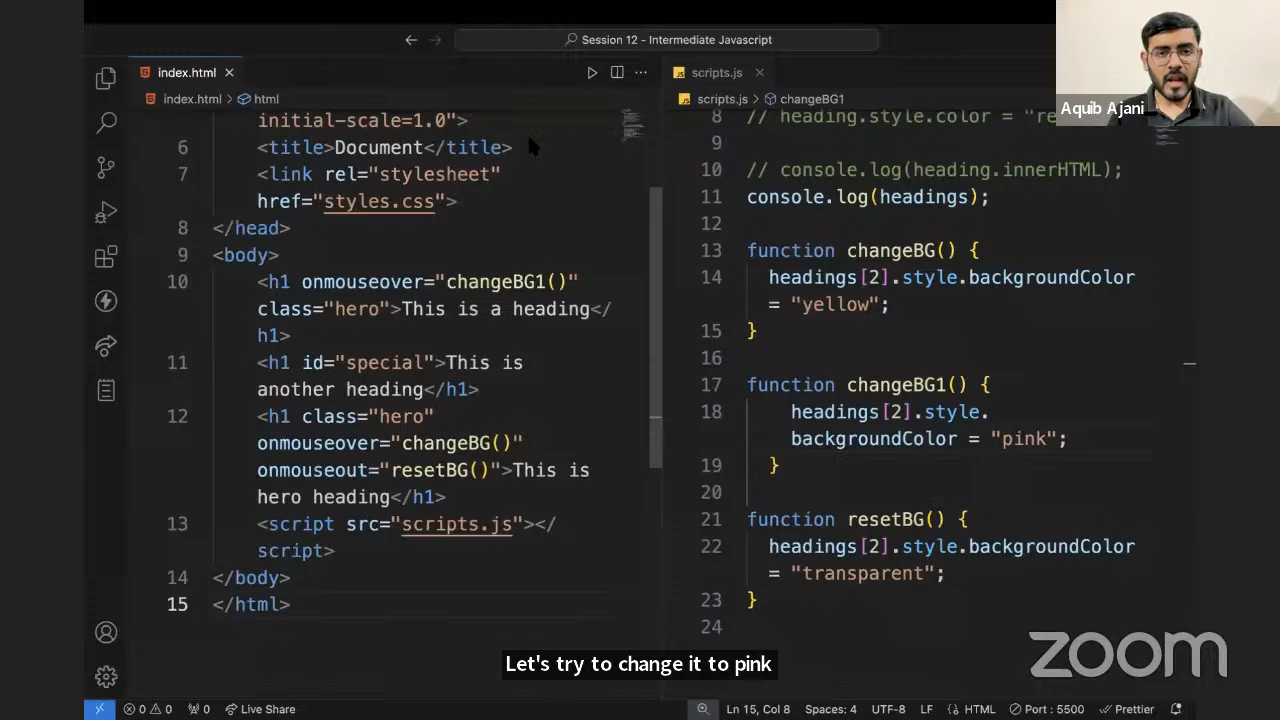 Session 12 - Intermediate Javascript
Aquib Ajani
index.html
index.html > html
initial-scale=1.0">
6 <title>Document</title>
7 <link rel="stylesheet"
href="styles.css">
8 </head>
9 <body>
10 <h1 onmouseover="changeBG1()"
class="hero">This is a heading</
h1>
11 <h1 id="special">This is
another heading</h1>
12 <h1 class="hero"
onmouseover="changeBG()"
onmouseout="resetBG()">This is
hero heading</h1>
13 <script src="scripts.js"></
script>
14 </body>
15 </html>
JS scripts.js
JS scripts.js > changeBG1
8 // heading.style.color = "re
9
10 // console.log(heading.innerHTML);
11 console.log(headings);
12
13 function changeBG() {
14 headings[2].style.backgroundColor
= "yellow";
15 }
16
17 function changeBG1() {
18 headings[2].style.
backgroundColor = "pink";
19 }
20
21 function resetBG() {
22 headings[2].style.backgroundColor
= "transparent";
23 }
24
zoom
Let's try to change it to pink
0 0 0 Live Share Ln 15, Col 8 Spaces: 4 UTF-8 LF {} HTML Port : 5500 Prettier